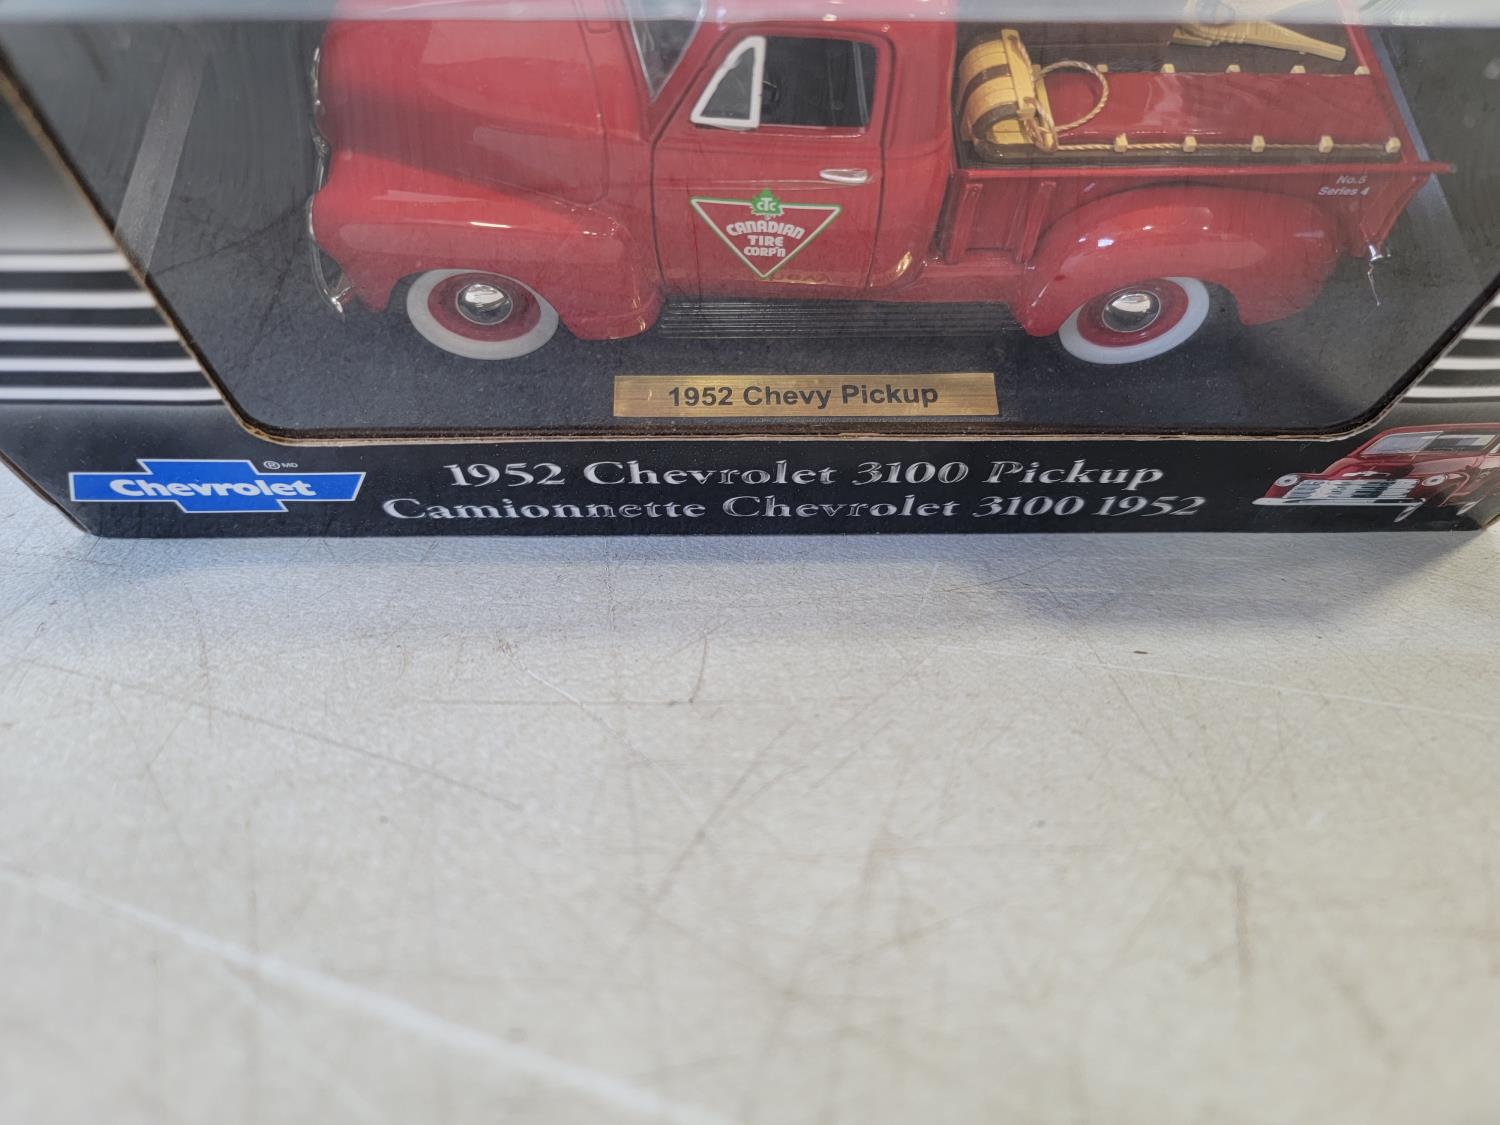 No.5
Series 4
CTC
CANADIAN
TIRE
CORP'N
1952 Chevy Pickup
Chevrolet ® MD
1952 Chevrolet 3100 Pickup
Camionnette Chevrolet 3100 1952